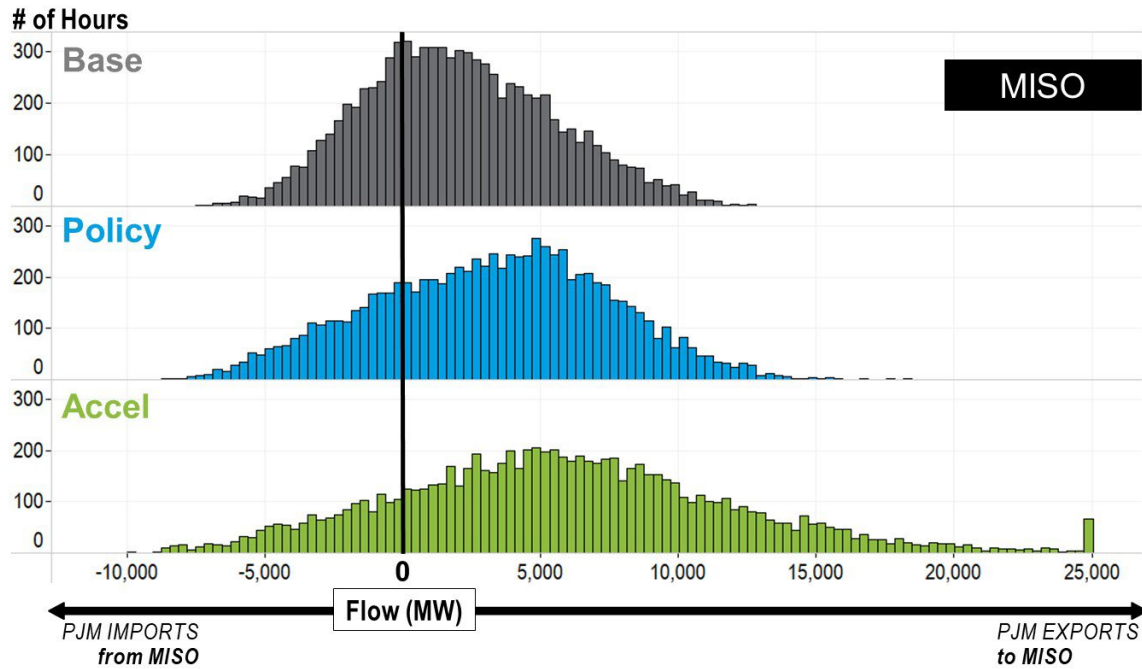 # of Hours
300
Base
MISO
200
100
0
300
Policy
200
100
0
300
Accel
200
100
0
-10,000 -5,000 0 5,000 10,000 15,000 20,000 25,000
Flow (MW)
PJM IMPORTS
from MISO
PJM EXPORTS
to MISO